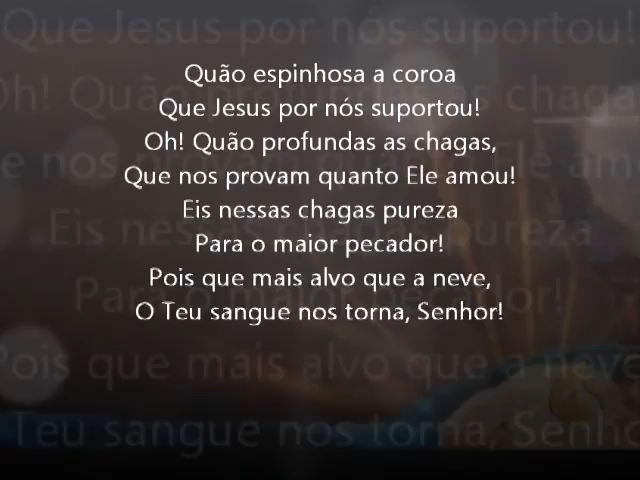 Quão espinhosa a coroa
Que Jesus por nós suportou!
Oh! Quão profundas as chagas,
Que nos provam quanto Ele amou!
Eis nessas chagas pureza
Para o maior pecador!
Pois que mais alvo que a neve,
O Teu sangue nos torna, Senhor!